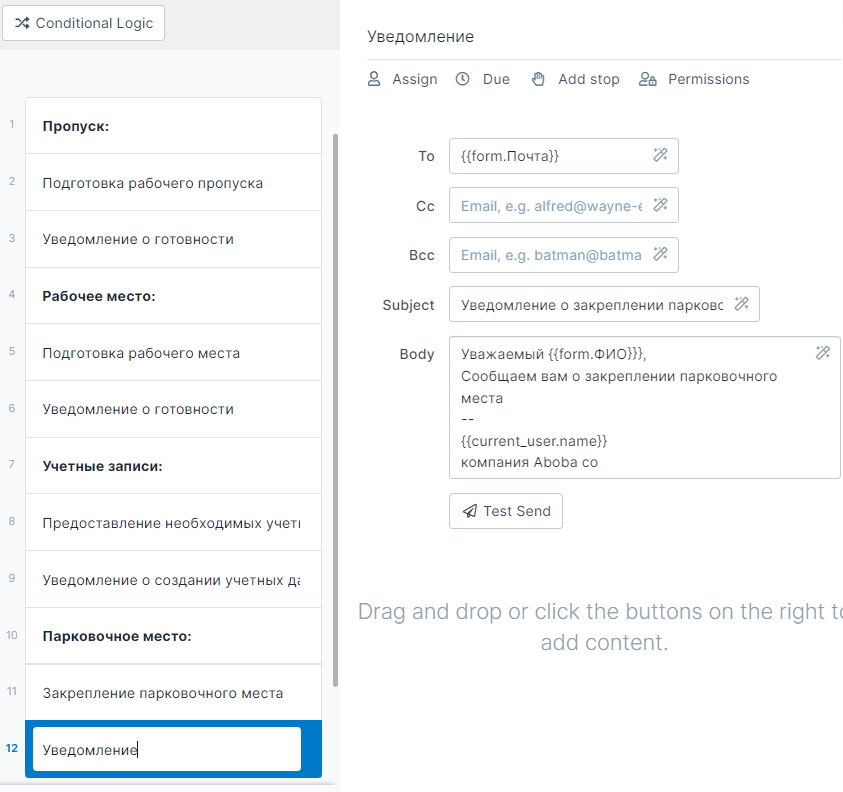 Conditional Logic
1 Пропуск:
2 Подготовка рабочего пропуска
3 Уведомление о готовности
4 Рабочее место:
5 Подготовка рабочего места
6 Уведомление о готовности
7 Учетные записи:
8 Предоставление необходимых учетн
9 Уведомление о создании учетных да
10 Парковочное место:
11 Закрепление парковочного места
12 Уведомление
Уведомление
Assign Due Add stop Permissions
To {{form.Почта}}
Cc Email, e.g. alfred@wayne-e
Bcc Email, e.g. batman@batma
Subject Уведомление о закреплении парковс
Body Уважаемый {{form.ФИО}}},
Сообщаем вам о закреплении парковочного
места
--
{{current_user.name}}
компания Aboba co
Test Send
Drag and drop or click the buttons on the right to
add content.